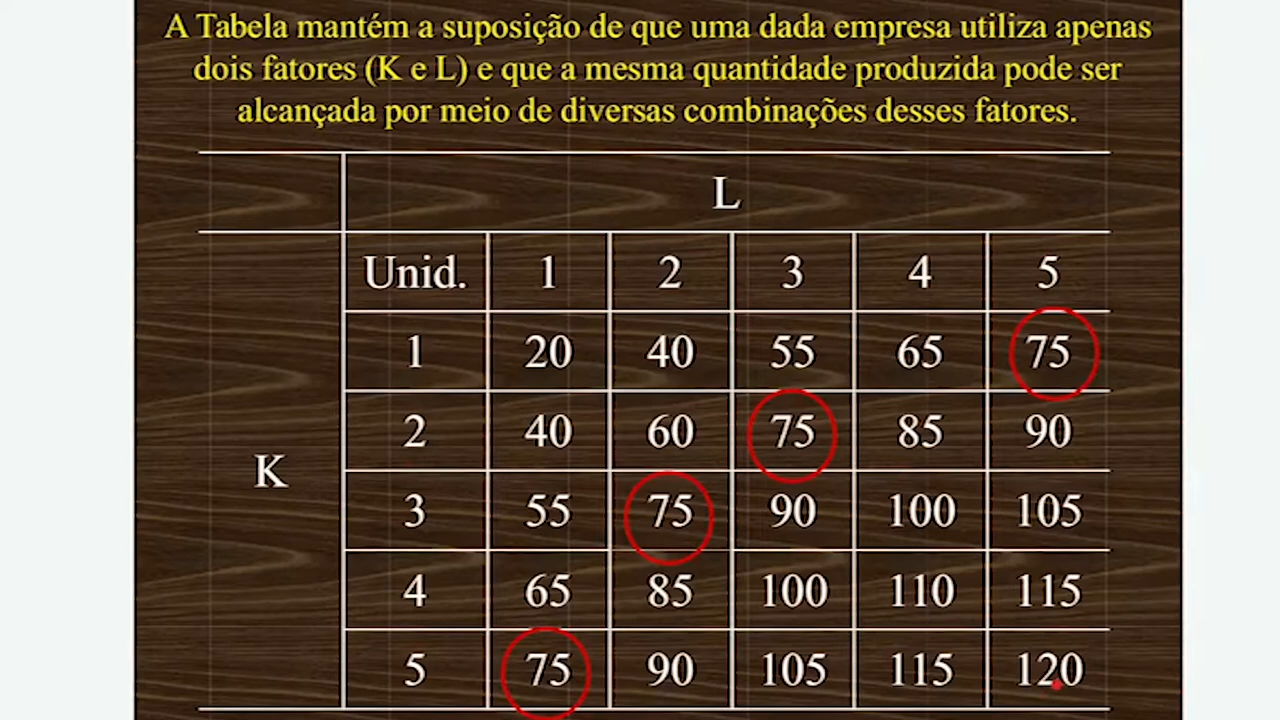 A Tabela mantém a suposição de que uma dada empresa utiliza apenas
dois fatores (K e L) e que a mesma quantidade produzida pode ser
alcançada por meio de diversas combinações desses fatores.
L
Unid. 1 2 3 4 5
1 20 40 55 65 75
2 40 60 75 85 90
K
3 55 75 90 100 105
4 65 85 100 110 115
5 75 90 105 115 120